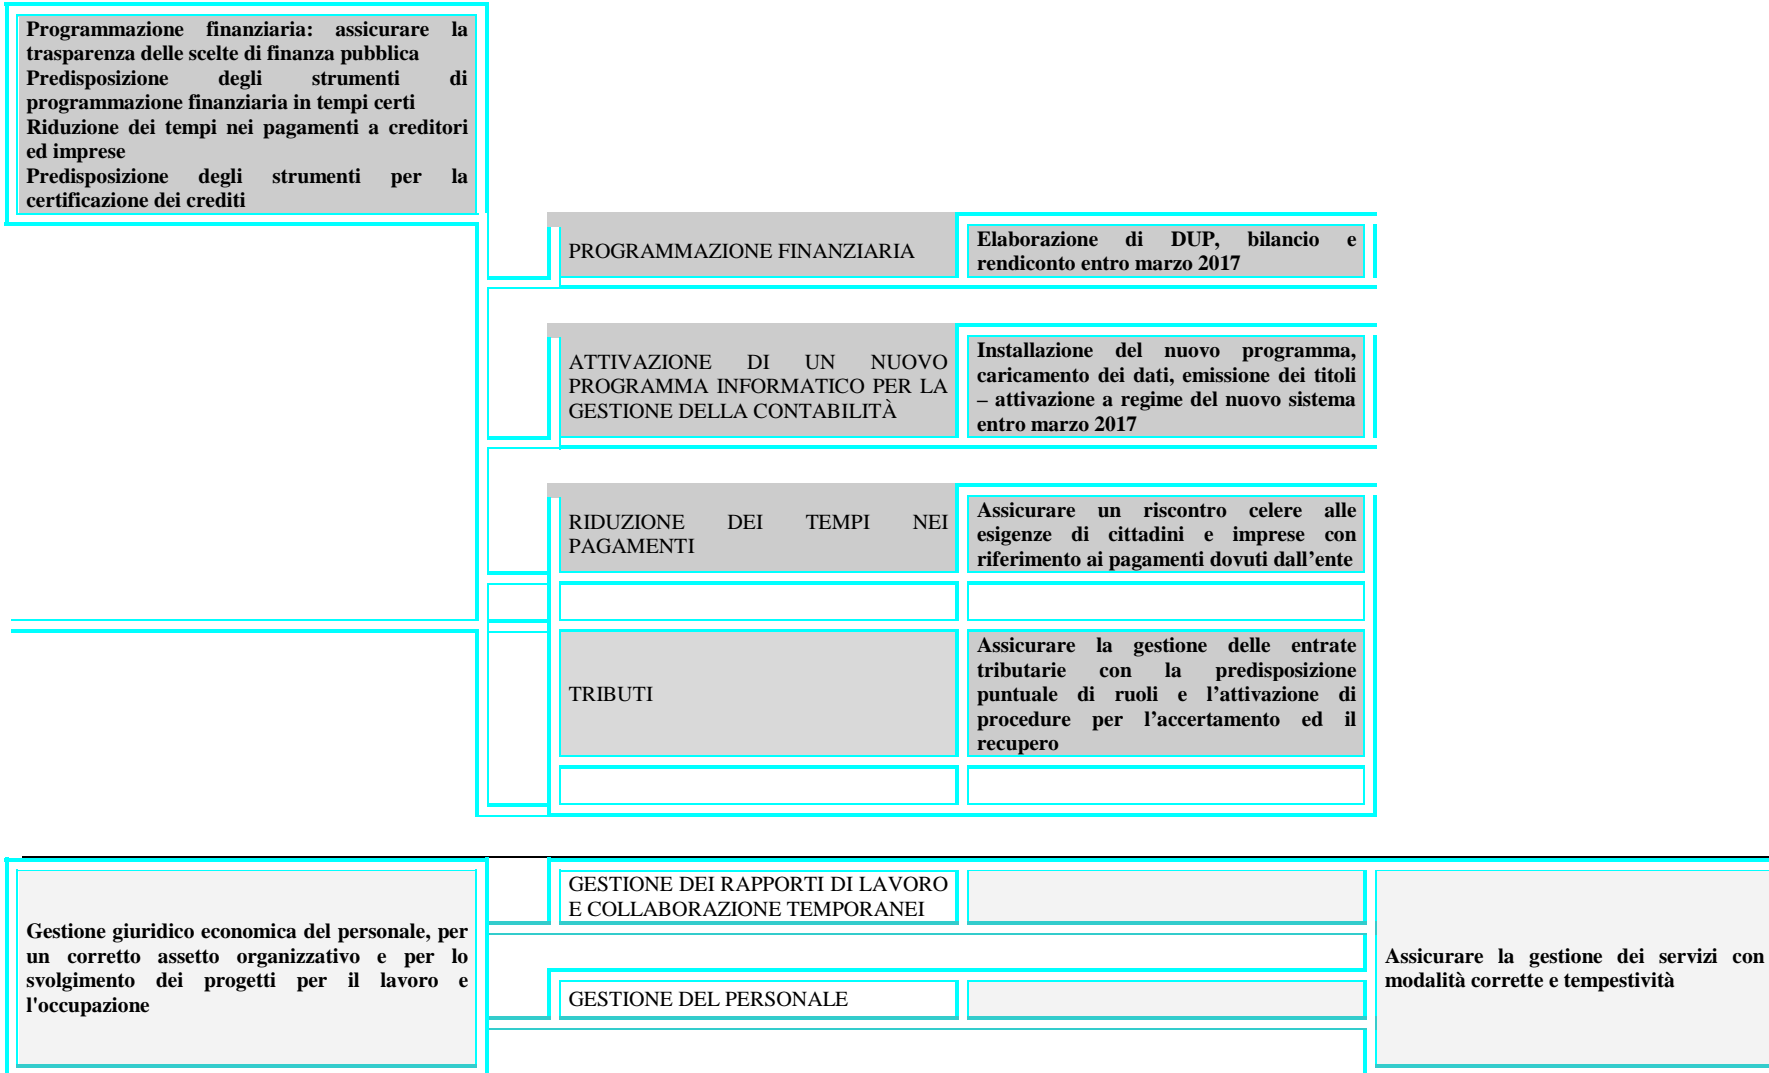 Programmazione finanziaria: assicurare la
trasparenza delle scelte di finanza pubblica
Predisposizione degli strumenti di
programmazione finanziaria in tempi certi
Riduzione dei tempi nei pagamenti a creditori
ed imprese
Predisposizione degli strumenti per la
certificazione dei crediti
PROGRAMMAZIONE FINANZIARIA
Elaborazione di DUP, bilancio e
rendiconto entro marzo 2017
ATTIVAZIONE DI UN NUOVO
PROGRAMMA INFORMATICO PER LA
GESTIONE DELLA CONTABILITÀ
Installazione del nuovo programma,
caricamento dei dati, emissione dei titoli
– attivazione a regime del nuovo sistema
entro marzo 2017
RIDUZIONE DEI TEMPI NEI
PAGAMENTI
Assicurare un riscontro celere alle
esigenze di cittadini e imprese con
riferimento ai pagamenti dovuti dall’ente
TRIBUTI
Assicurare la gestione delle entrate
tributarie con la predisposizione
puntuale di ruoli e l’attivazione di
procedure per l’accertamento ed il
recupero
Gestione giuridico economica del personale, per
un corretto assetto organizzativo e per lo
svolgimento dei progetti per il lavoro e
l'occupazione
GESTIONE DEI RAPPORTI DI LAVORO
E COLLABORAZIONE TEMPORANEI
GESTIONE DEL PERSONALE
Assicurare la gestione dei servizi con
modalità corrette e tempestività